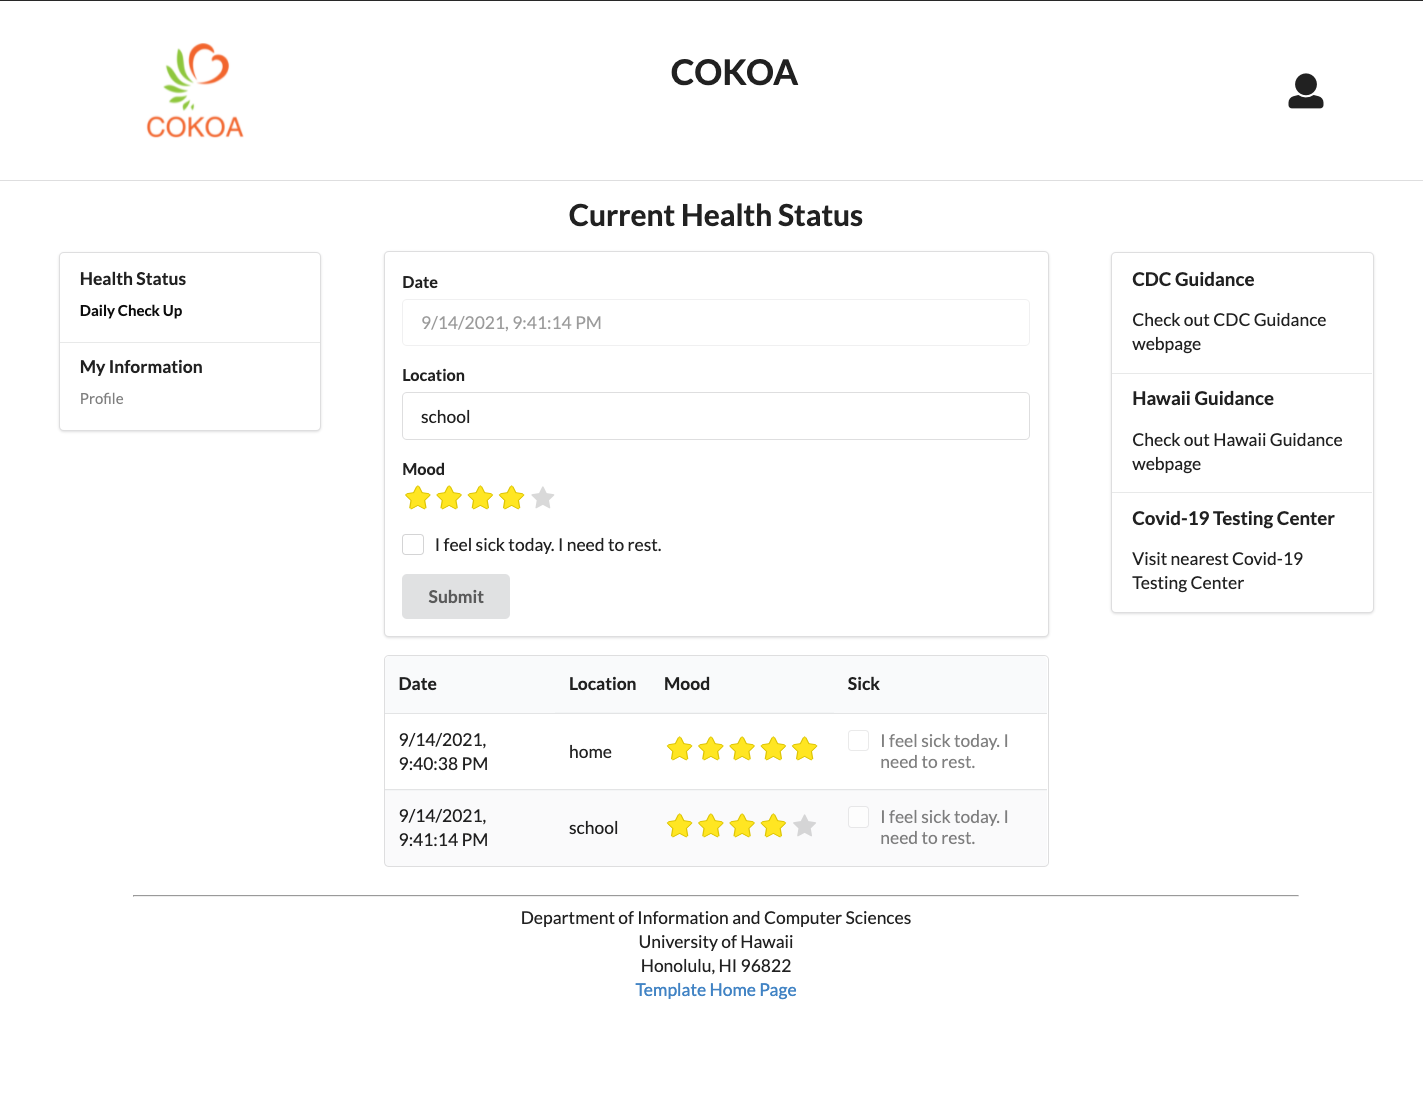 COKOA
COKOA
Current Health Status
Health Status
Daily Check Up
My Information
Profile
Date
9/14/2021, 9:41:14 PM
Location
school
Mood
I feel sick today. I need to rest.
Submit
Date Location Mood Sick
9/14/2021,
9:40:38 PM
home
I feel sick today. I
need to rest.
9/14/2021,
9:41:14 PM
school
I feel sick today. I
need to rest.
CDC Guidance
Check out CDC Guidance
webpage
Hawaii Guidance
Check out Hawaii Guidance
webpage
Covid-19 Testing Center
Visit nearest Covid-19
Testing Center
Department of Information and Computer Sciences
University of Hawaii
Honolulu, HI 96822
Template Home Page